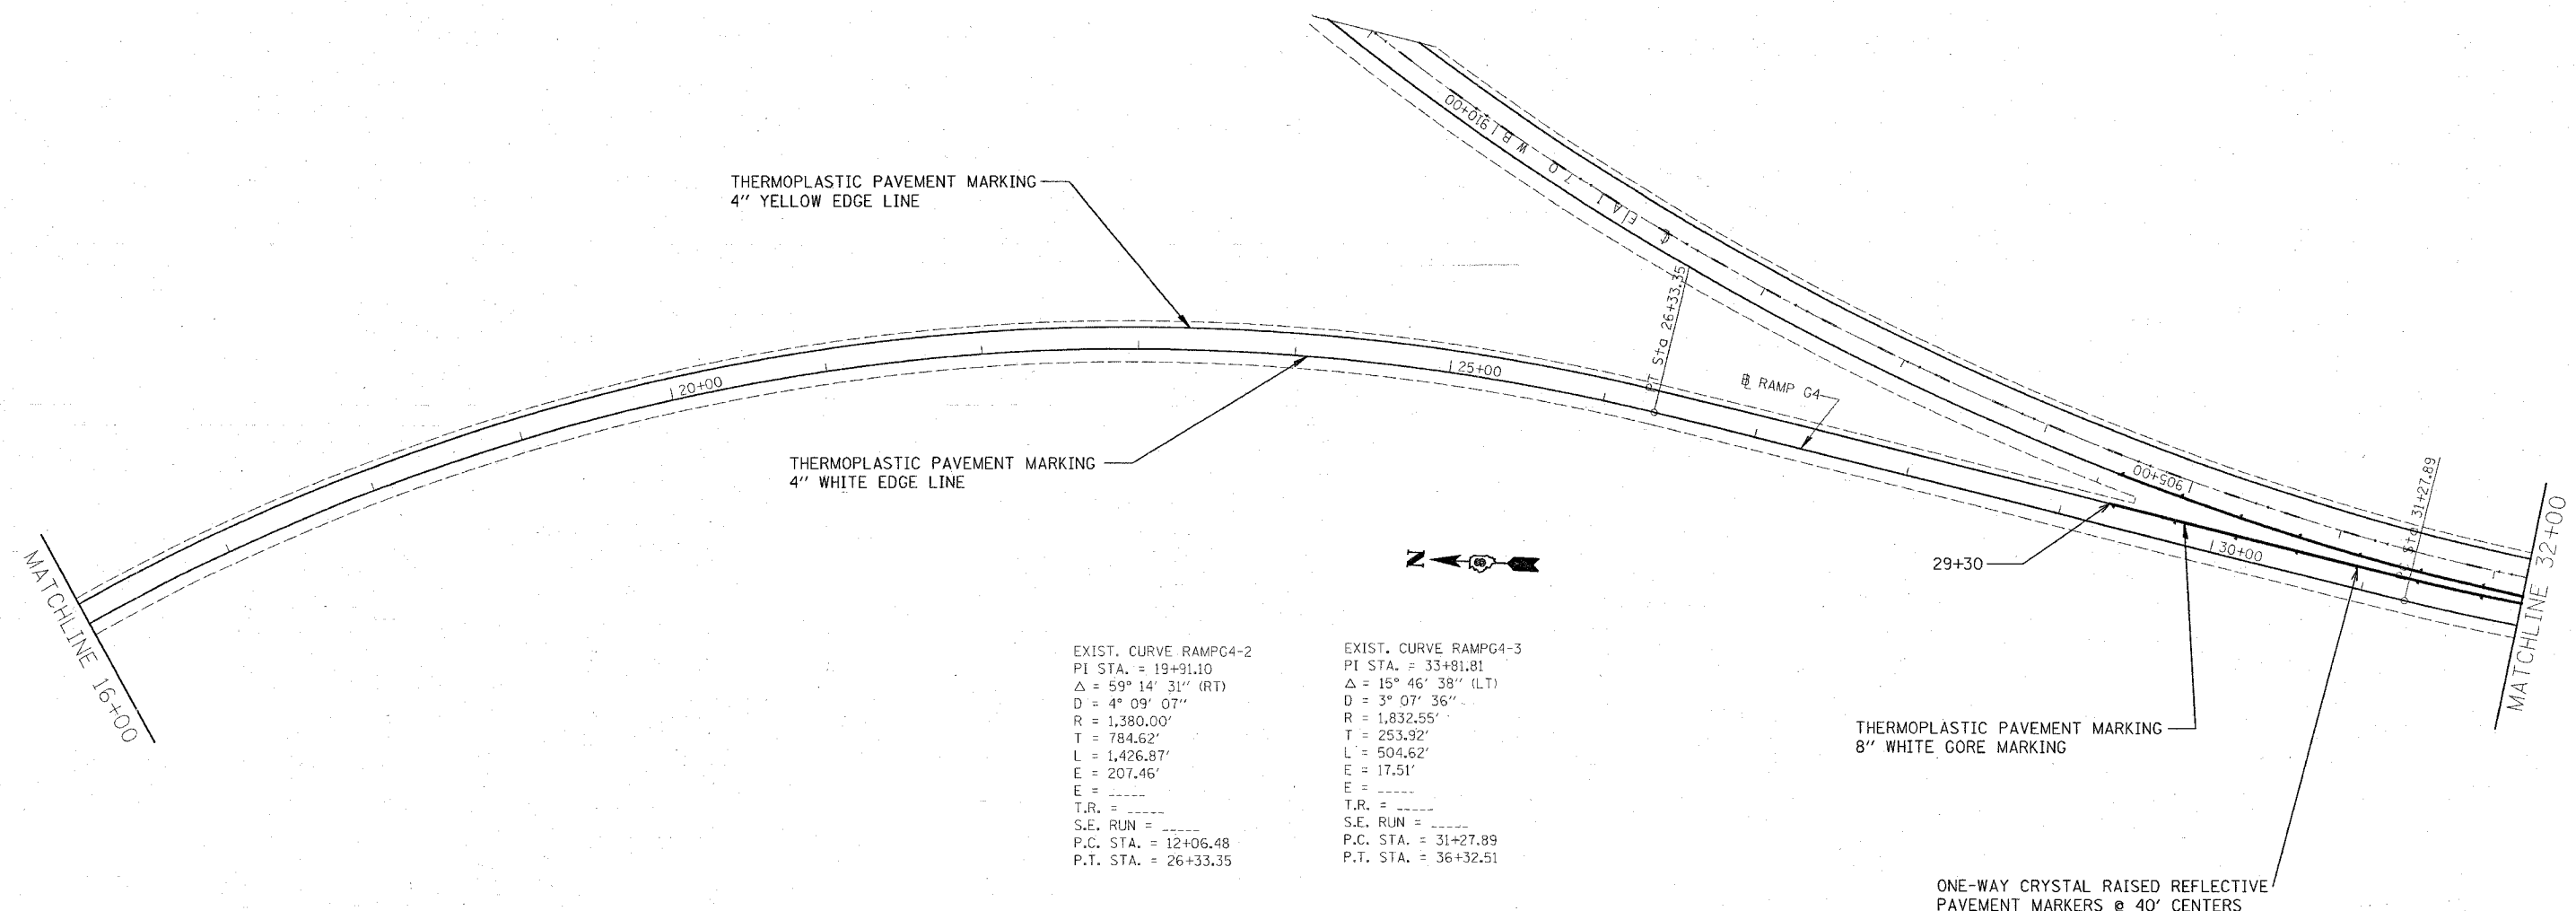 THERMOPLASTIC PAVEMENT MARKING
4" YELLOW EDGE LINE
1910+00
W B
FIA I 70
℄
PT Sta 26+33.35
20+00
25+00
℄ RAMP G4
THERMOPLASTIC PAVEMENT MARKING
4" WHITE EDGE LINE
1905+00
Sta 31+27.89
30+00
29+30
N
MATCHLINE 16+00
MATCHLINE 32+00
EXIST. CURVE RAMPG4-2
PI STA. = 19+91.10
Δ = 59° 14' 31" (RT)
D = 4° 09' 07"
R = 1,380.00'
T = 784.62'
L = 1,426.87'
E = 207.46'
E = _____
T.R. = _____
S.E. RUN = _____
P.C. STA. = 12+06.48
P.T. STA. = 26+33.35
EXIST. CURVE RAMPG4-3
PI STA. = 33+81.81
Δ = 15° 46' 38" (LT)
D = 3° 07' 36"
R = 1,832.55'
T = 253.92'
L = 504.62'
E = 17.51'
E = _____
T.R. = _____
S.E. RUN = _____
P.C. STA. = 31+27.89
P.T. STA. = 36+32.51
THERMOPLASTIC PAVEMENT MARKING
8" WHITE GORE MARKING
ONE-WAY CRYSTAL RAISED REFLECTIVE
PAVEMENT MARKERS @ 40' CENTERS